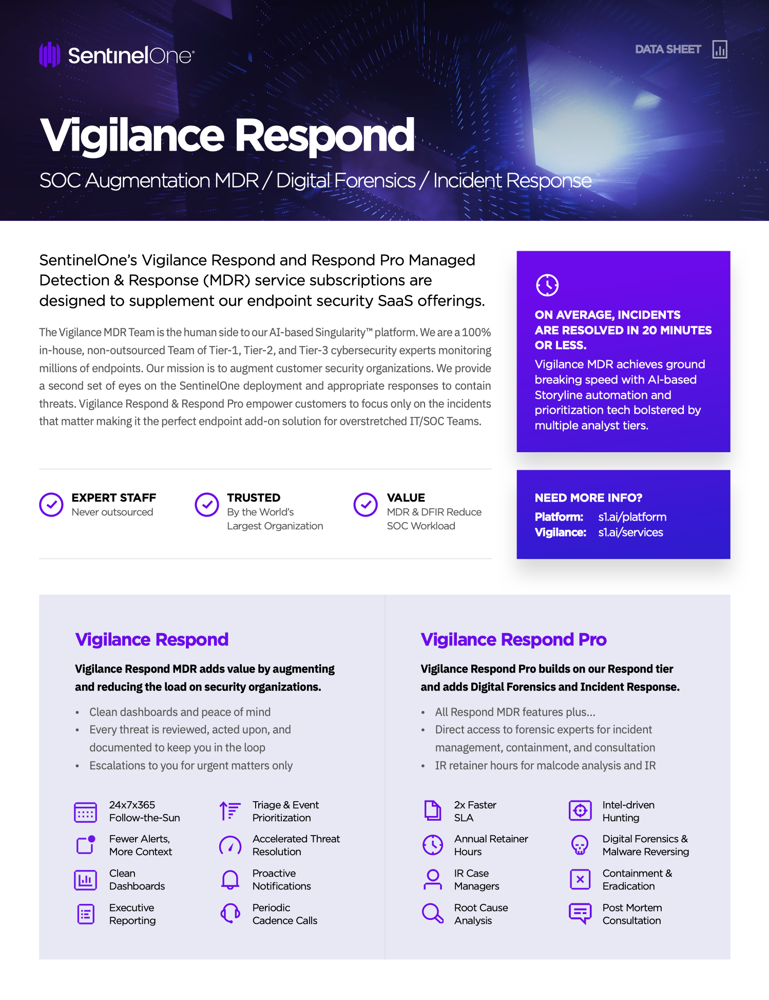 SentinelOne®
DATA SHEET
Vigilance Respond
SOC Augmentation MDR / Digital Forensics / Incident Response
SentinelOne’s Vigilance Respond and Respond Pro Managed
Detection & Response (MDR) service subscriptions are
designed to supplement our endpoint security SaaS offerings.
The Vigilance MDR Team is the human side to our AI-based Singularity™ platform. We are a 100%
in-house, non-outsourced Team of Tier-1, Tier-2, and Tier-3 cybersecurity experts monitoring
millions of endpoints. Our mission is to augment customer security organizations. We provide
a second set of eyes on the SentinelOne deployment and appropriate responses to contain
threats. Vigilance Respond & Respond Pro empower customers to focus only on the incidents
that matter making it the perfect endpoint add-on solution for overstretched IT/SOC Teams.
EXPERT STAFF
Never outsourced
TRUSTED
By the World’s
Largest Organization
VALUE
MDR & DFIR Reduce
SOC Workload
ON AVERAGE, INCIDENTS
ARE RESOLVED IN 20 MINUTES
OR LESS.
Vigilance MDR achieves ground
breaking speed with AI-based
Storyline automation and
prioritization tech bolstered by
multiple analyst tiers.
NEED MORE INFO?
Platform: s1.ai/platform
Vigilance: s1.ai/services
Vigilance Respond
Vigilance Respond MDR adds value by augmenting
and reducing the load on security organizations.
• Clean dashboards and peace of mind
• Every threat is reviewed, acted upon, and
documented to keep you in the loop
• Escalations to you for urgent matters only
24x7x365
Follow-the-Sun
Fewer Alerts,
More Context
Clean
Dashboards
Executive
Reporting
Triage & Event
Prioritization
Accelerated Threat
Resolution
Proactive
Notifications
Periodic
Cadence Calls
Vigilance Respond Pro
Vigilance Respond Pro builds on our Respond tier
and adds Digital Forensics and Incident Response.
• All Respond MDR features plus...
• Direct access to forensic experts for incident
management, containment, and consultation
• IR retainer hours for malcode analysis and IR
2x Faster
SLA
Annual Retainer
Hours
IR Case
Managers
Root Cause
Analysis
Intel-driven
Hunting
Digital Forensics &
Malware Reversing
Containment &
Eradication
Post Mortem
Consultation